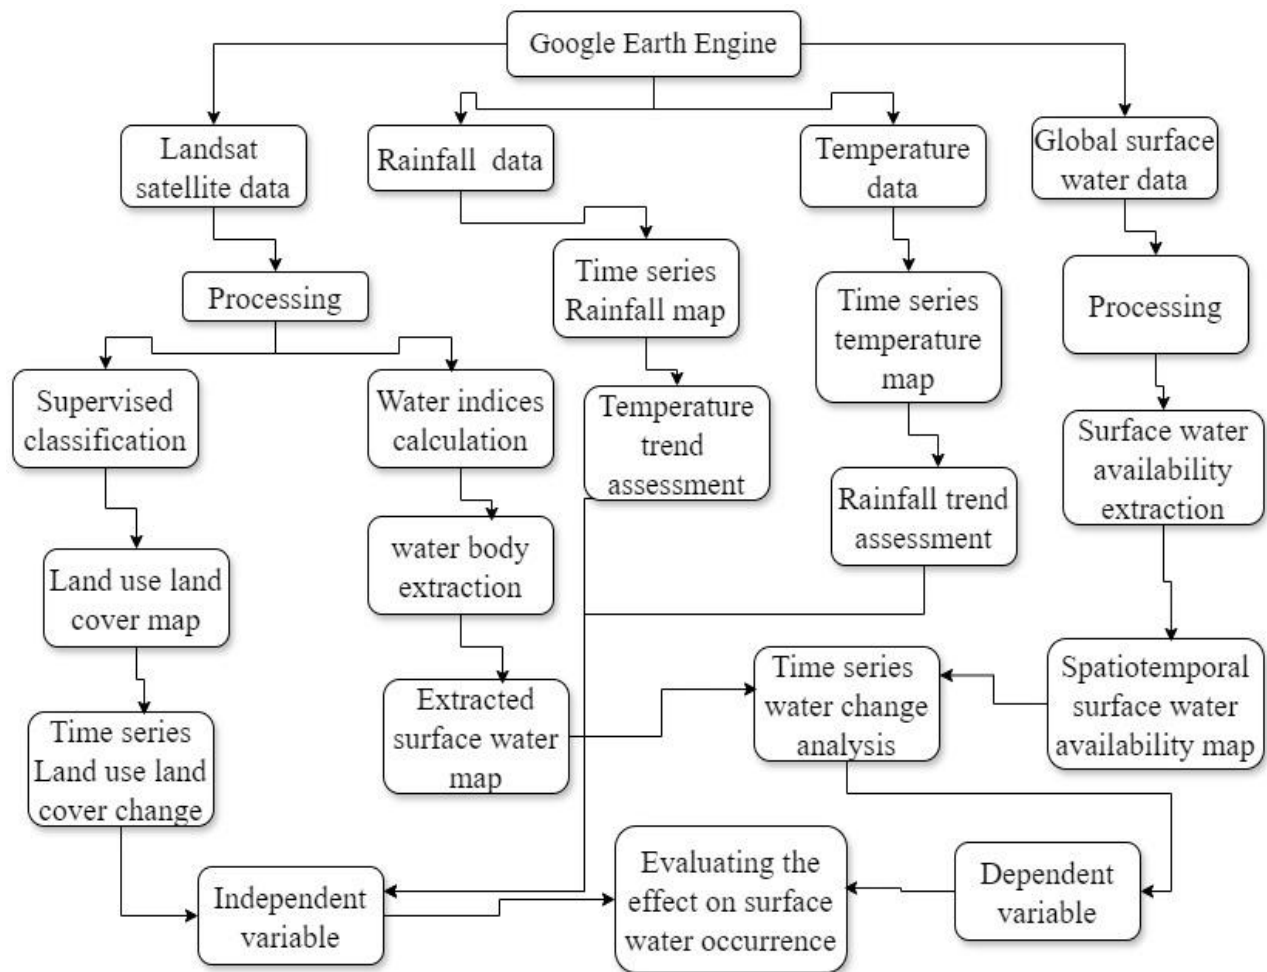 Google Earth Engine
Landsat
satellite data
Rainfall data
Temperature
data
Global surface
water data
Processing
Time series
Rainfall map
Time series
temperature
map
Processing
Supervised
classification
Water indices
calculation
Temperature
trend
assessment
Rainfall trend
assessment
Surface water
availability
extraction
Land use land
cover map
water body
extraction
Time series
Land use land
cover change
Extracted
surface water
map
Time series
water change
analysis
Spatiotemporal
surface water
availability map
Independent
variable
Evaluating the
effect on surface
water occurrence
Dependent
variable